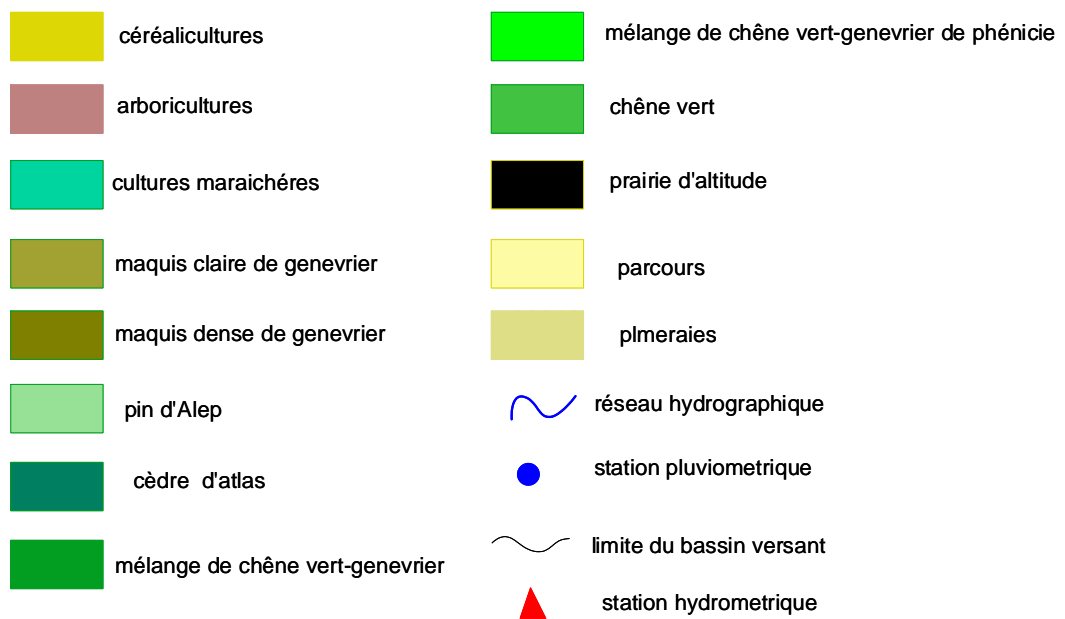 céréalicultures
arboricultures
cultures maraichéres
maquis claire de genevrier
maquis dense de genevrier
pin d'Alep
cèdre d'atlas
mélange de chêne vert-genevrier
mélange de chêne vert-genevrier de phénicie
chêne vert
prairie d'altitude
parcours
plmeraies
réseau hydrographique
station pluviometrique
limite du bassin versant
station hydrometrique